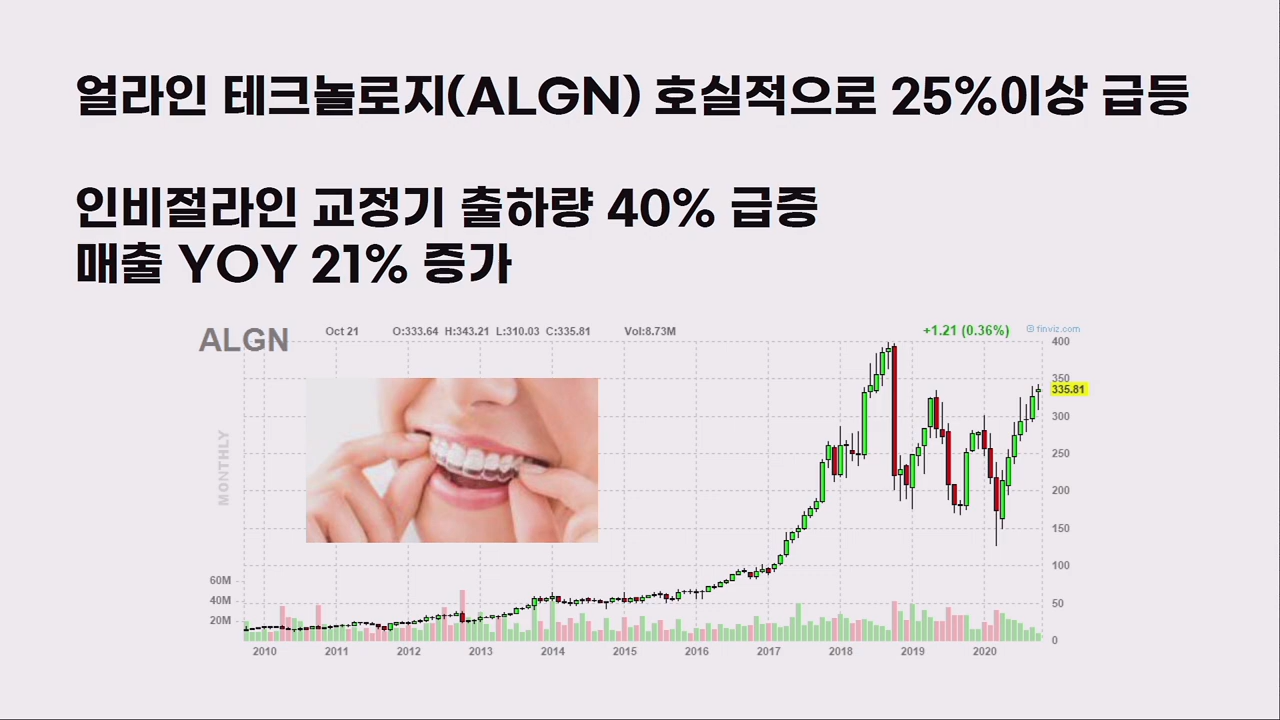 얼라인 테크놀로지(ALGN) 호실적으로 25%이상 급등
인비절라인 교정기 출하량 40% 급증
매출 YOY 21% 증가
ALGN
Oct 21 O:333.64 H:343.21 L:310.03 C:335.81 Vol:8.73M
+1.21 (0.36%)
© finviz.com
MONTHLY
400
350
335.81
300
250
200
150
100
50
0
60M
40M
20M
2010 2011 2012 2013 2014 2015 2016 2017 2018 2019 2020